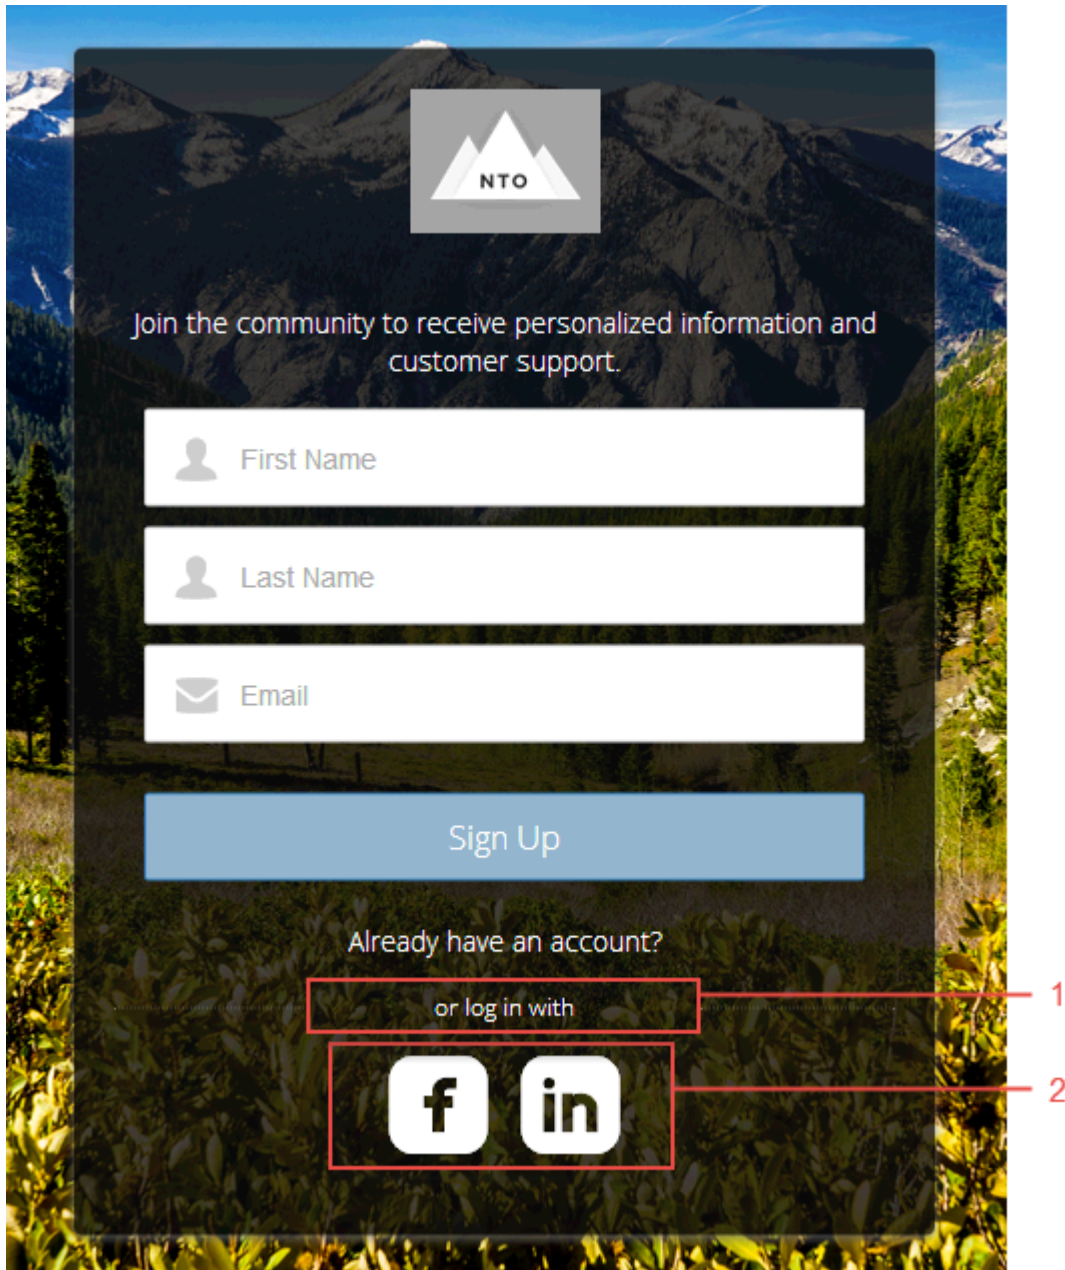 NTO
Join the community to receive personalized information and
customer support.
First Name
Last Name
Email
Sign Up
Already have an account?
or log in with
1
f in
2